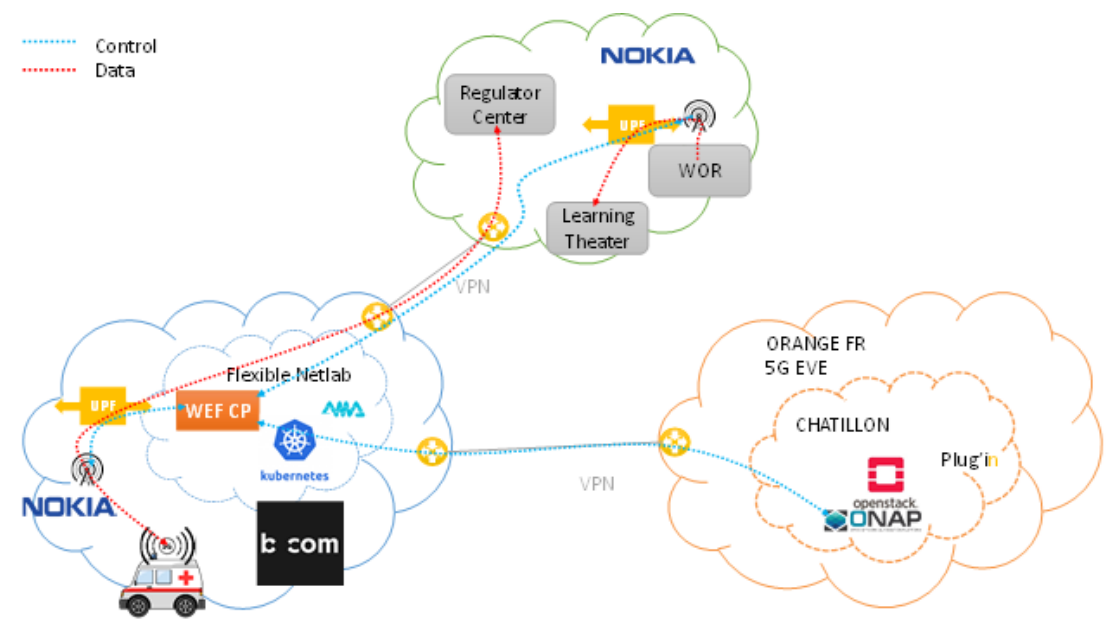 Control
Data
NOKIA
Regulator
Center
UPF
WOR
Learning
Theater
VPN
ORANGE FR
5G EVE
Flexible Netlab
UPF
WEF CP
kubernetes
CHATILLON
Plug'in
VPN
openstack.
ONAP
NOKIA
b com